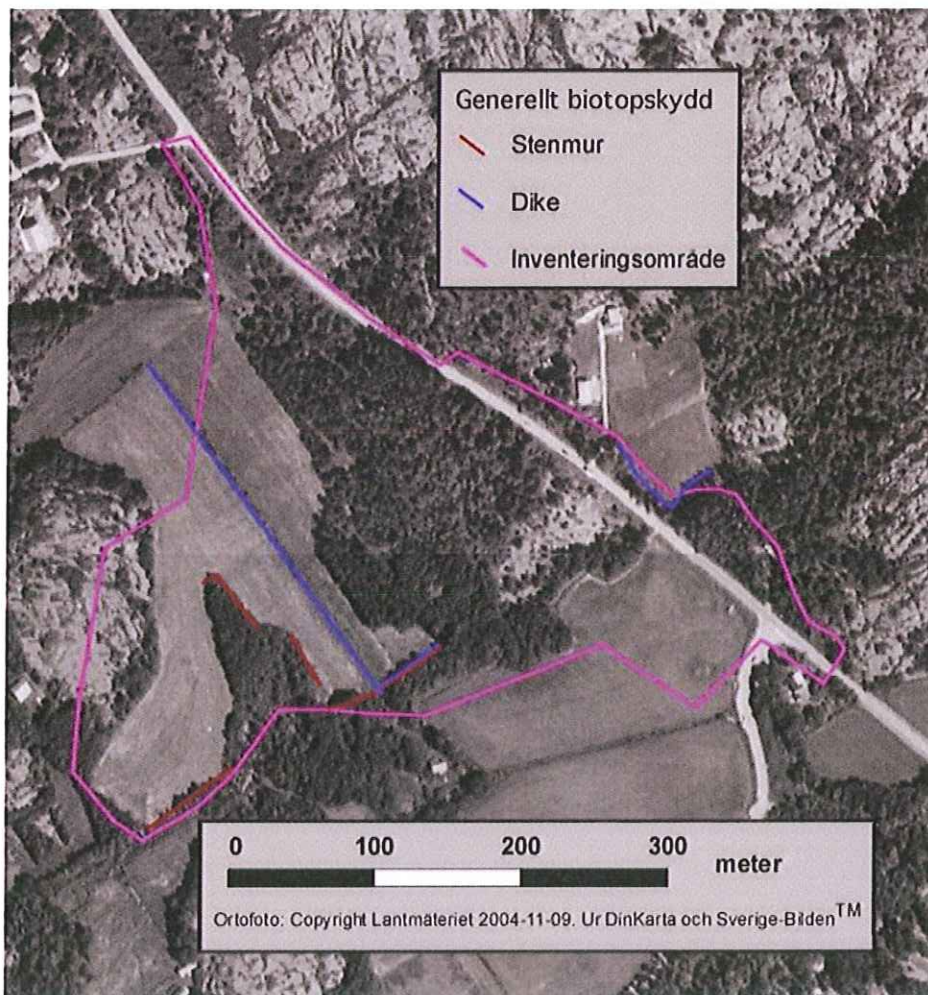 Generellt biotopskydd
Stenmur
Dike
Inventeringsområde
0 100 200 300 meter
Ortofoto: Copyright Lantmäteriet 2004-11-09. Ur DinKarta och Sverige-Bilden™